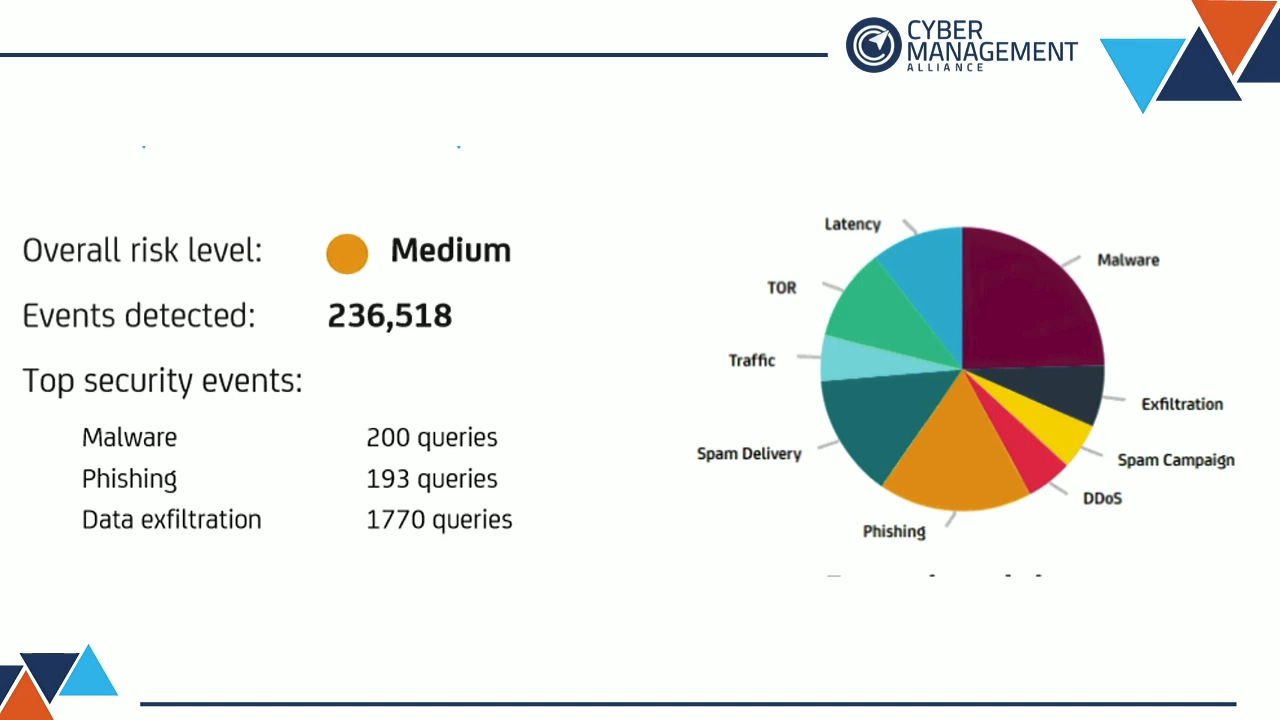 CYBER
MANAGEMENT
ALLIANCE
Overall risk level: Medium
Events detected: 236,518
Top security events:
Malware 200 queries
Phishing 193 queries
Data exfiltration 1770 queries
Latency
Malware
TOR
Traffic
Exfiltration
Spam Delivery
Spam Campaign
DDoS
Phishing